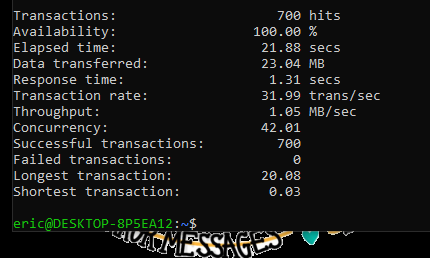 Transactions: 700 hits
Availability: 100.00 %
Elapsed time: 21.88 secs
Data transferred: 23.04 MB
Response time: 1.31 secs
Transaction rate: 31.99 trans/sec
Throughput: 1.05 MB/sec
Concurrency: 42.01
Successful transactions: 700
Failed transactions: 0
Longest transaction: 20.08
Shortest transaction: 0.03
eric@DESKTOP-8P5EA12:~$
MESSAGES